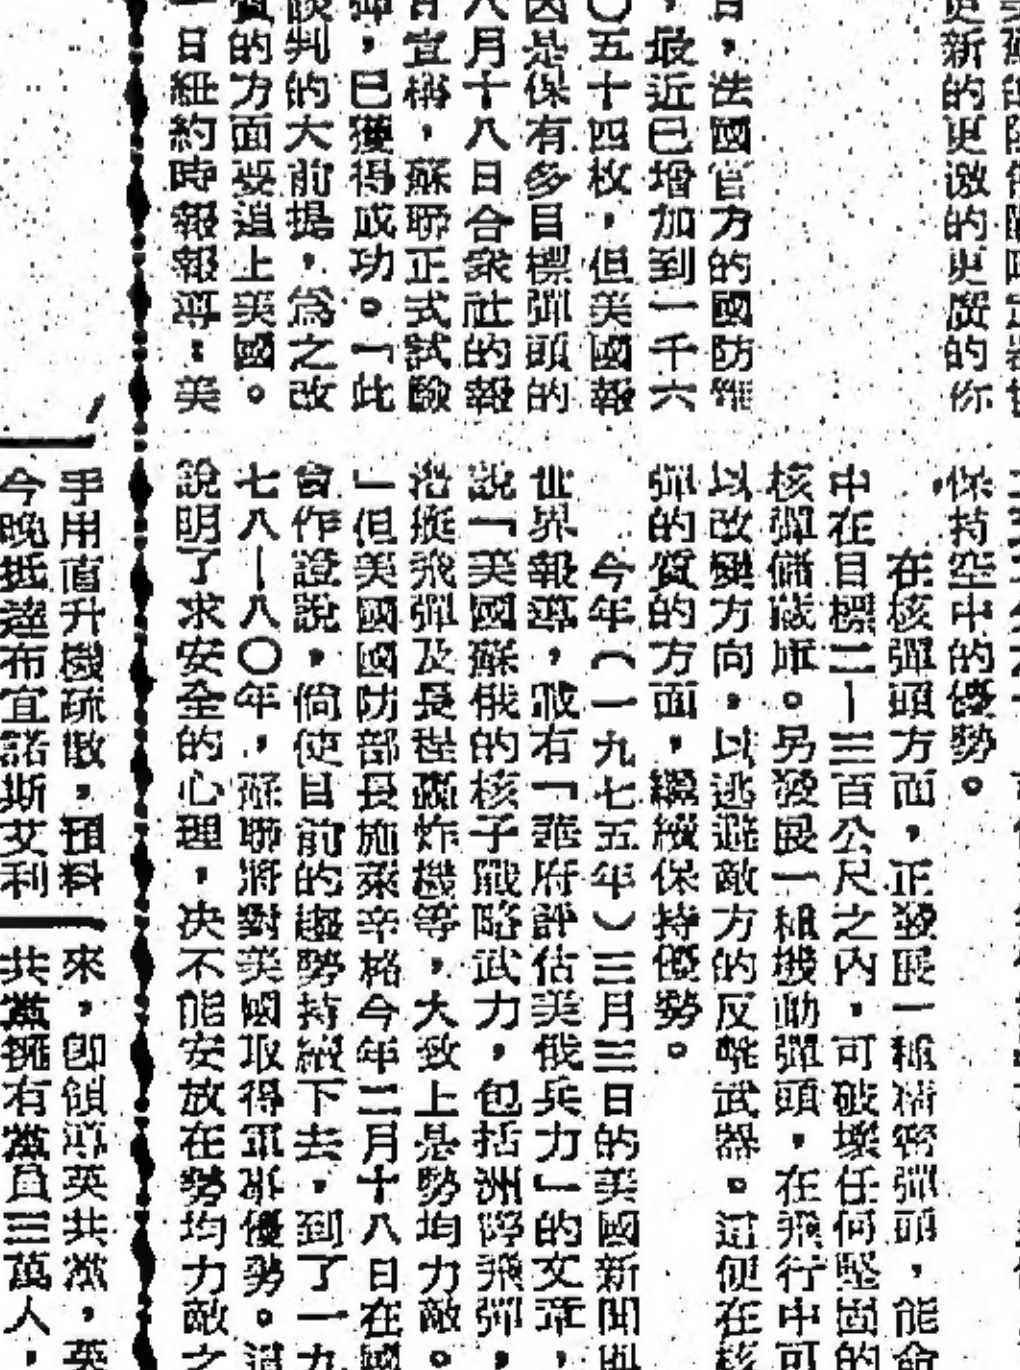 更新的更激的更廣的
日,法國官方的國防
,最近已增加到一千六
〇五十四枚,但美國報
因是保有多目標彈頭的
八月十八日合衆社的報
日宣稱,蘇聯正式試驗
彈,已獲得成功。「此
談判的大前提,爲之改
質的方面要追上美國。
一日紐約時報報導:美
保持空中的優勢。
在核彈頭方面,正發展一種精密彈頭,能命
中在目標二—三百公尺之內,可破壞任何堅固的
核彈儲藏庫。另發展一種機動彈頭,在飛行中可
以改變方向,以逃避敵方的反擊武器。這便在核
彈的質的方面,繼續保持優勢。
今年(一九七五年)三月三日的美國新聞與
世界報導,載有「華府評估美俄兵力」的文章,
說「美國蘇俄的核子戰略武力,包括洲際飛彈,
潛艇飛彈及長程轟炸機等,大致上是勢均力敵。
」但美國國防部長施萊辛格今年二月十八日在國
會作證說,倘使目前的趨勢持續下去,到了一九
七八—八〇年,蘇聯將對美國取得軍事優勢。這
說明了求安全的心理,决不能安放在勢均力敵之
手用直升機疏散,預料
今晚抵達布宜諾斯艾利
來,卽領導英共黨,英
共黨擁有黨員三萬人,